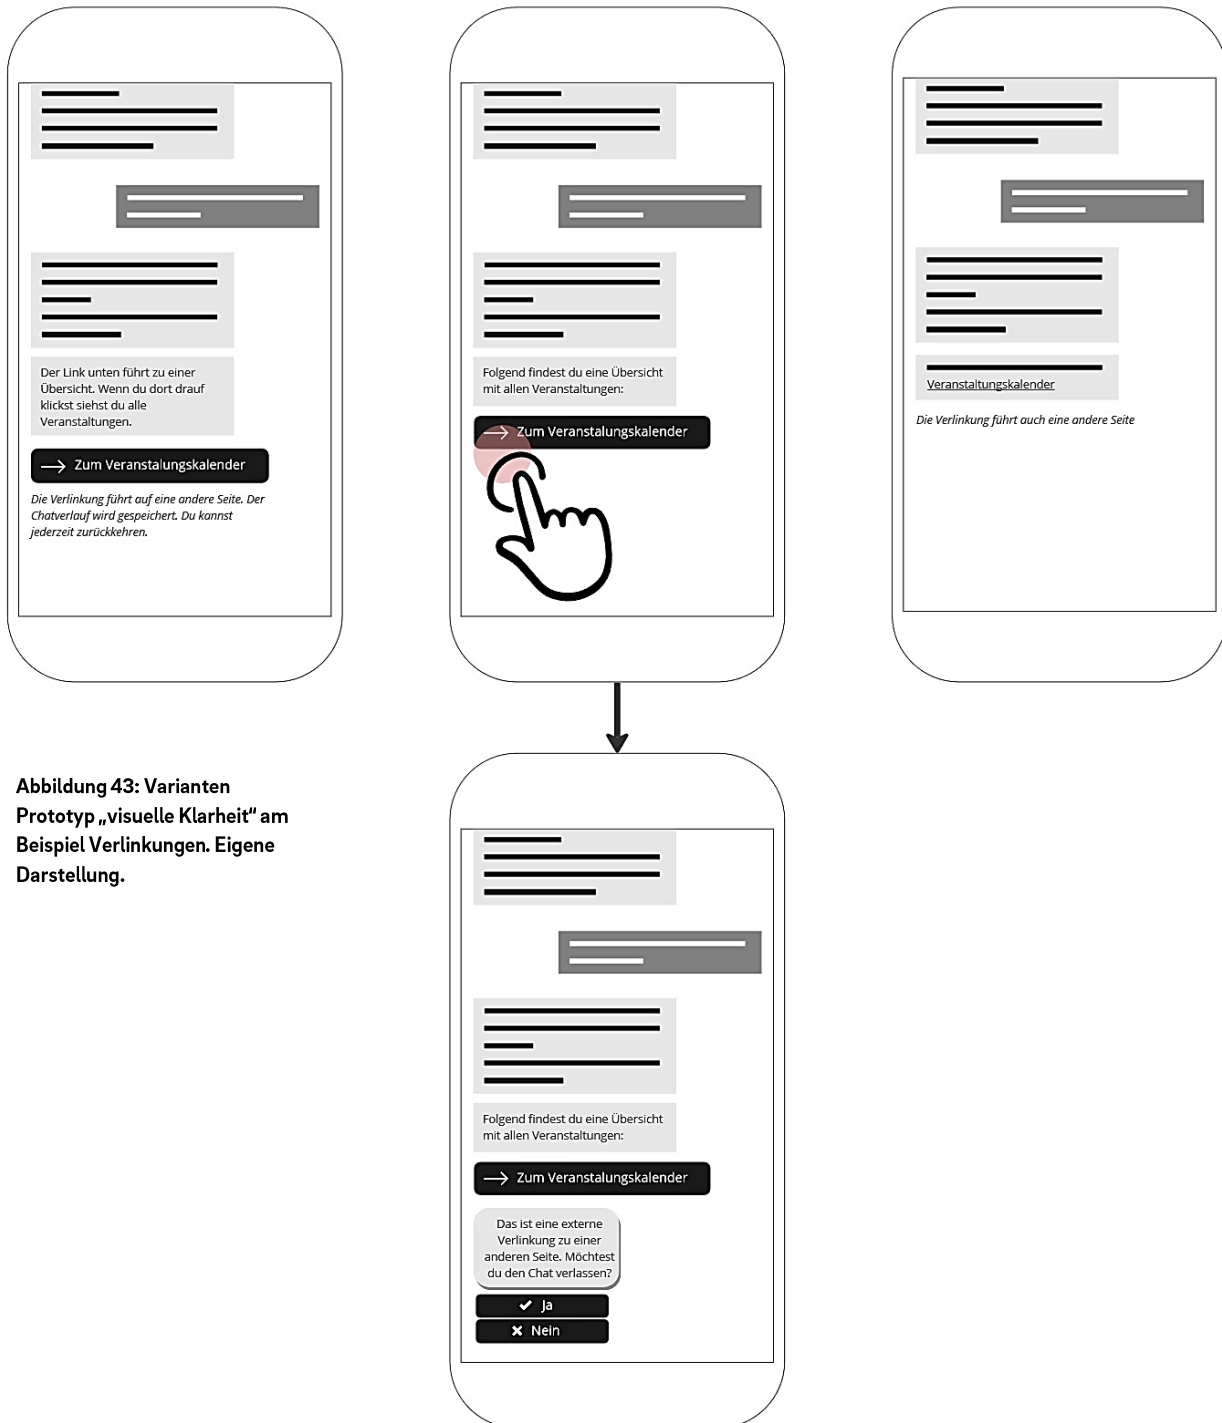 Der Link unten führt zu einer
Übersicht. Wenn du dort drauf
klickst siehst du alle
Veranstaltungen.
Zum Veranstalungskalender
Die Verlinkung führt auf eine andere Seite. Der
Chatverlauf wird gespeichert. Du kannst
jederzeit zurückkehren.
Folgend findest du eine Übersicht
mit allen Veranstaltungen:
Zum Veranstalungskalender
Veranstaltungskalender
Die Verlinkung führt auch eine andere Seite
Abbildung 43: Varianten
Prototyp „visuelle Klarheit“ am
Beispiel Verlinkungen. Eigene
Darstellung.
Folgend findest du eine Übersicht
mit allen Veranstaltungen:
Zum Veranstalungskalender
Das ist eine externe
Verlinkung zu einer
anderen Seite. Möchtest
du den Chat verlassen?
Ja
Nein